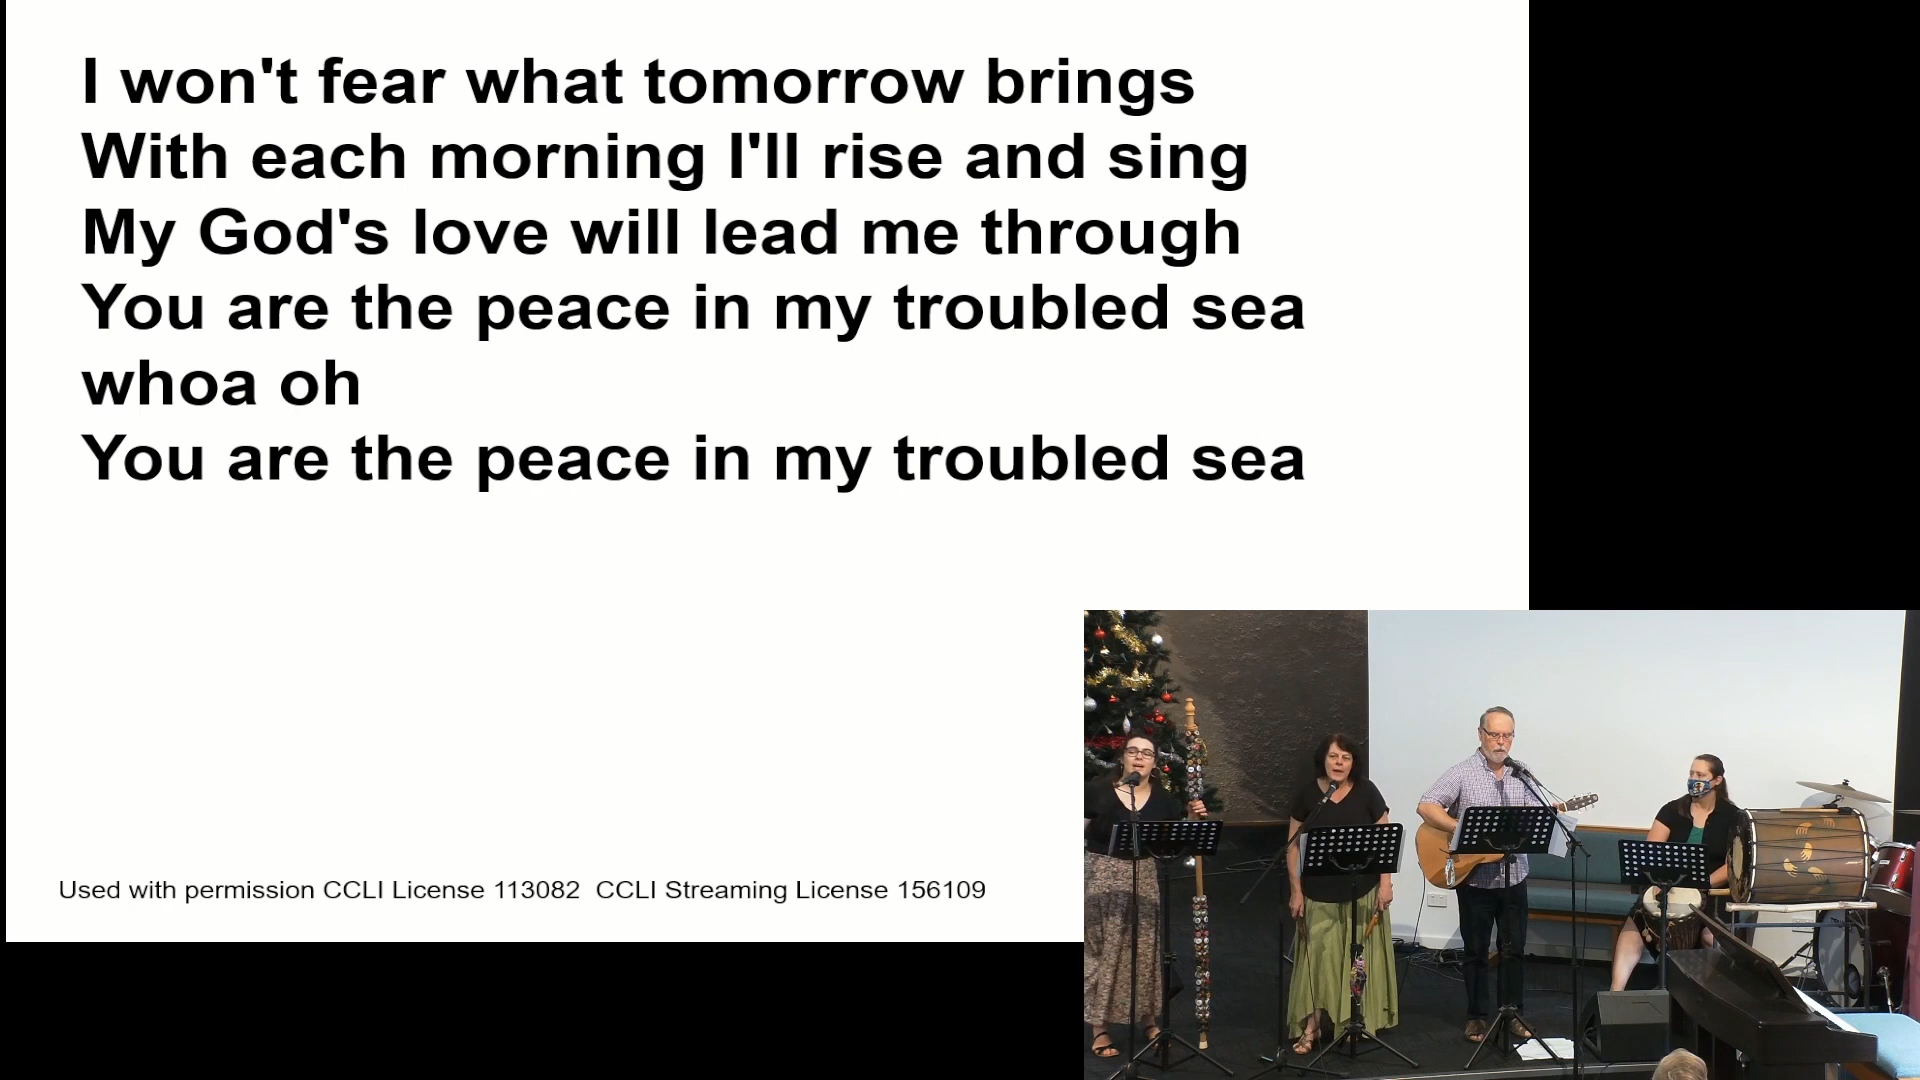 I won't fear what tomorrow brings
With each morning I'll rise and sing
My God's love will lead me through
You are the peace in my troubled sea
whoa oh
You are the peace in my troubled sea
Used with permission CCLI License 113082  CCLI Streaming License 156109